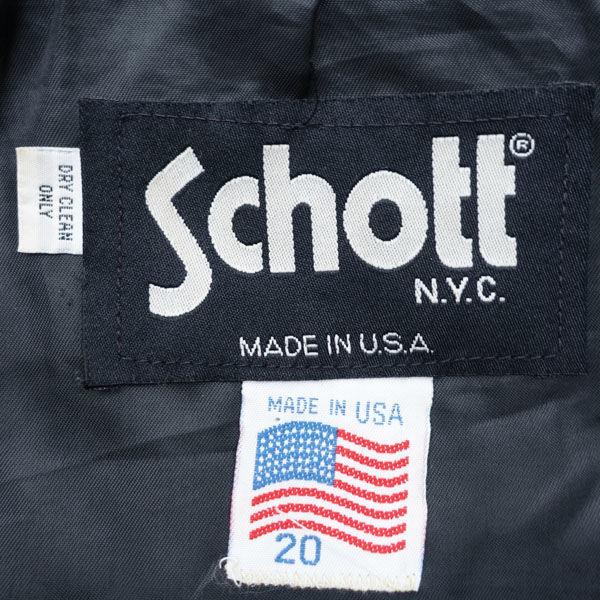 Schott®
N.Y.C.
MADE IN U.S.A.
DRY CLEAN
ONLY
MADE IN USA
20